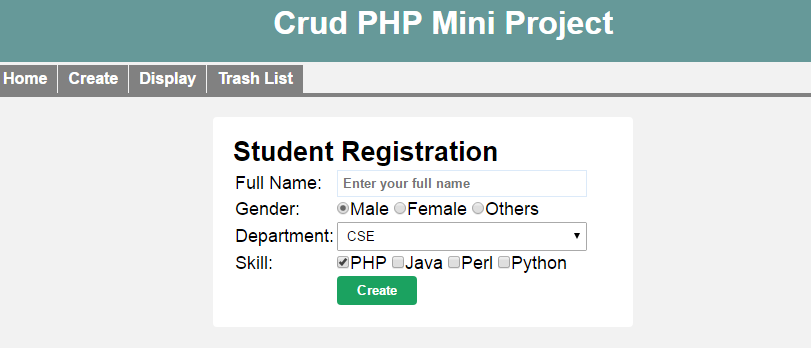 Crud PHP Mini Project
Home Create Display Trash List
Student Registration
Full Name: Enter your full name
Gender: Male Female Others
Department: CSE
Skill: PHP Java Perl Python
Create